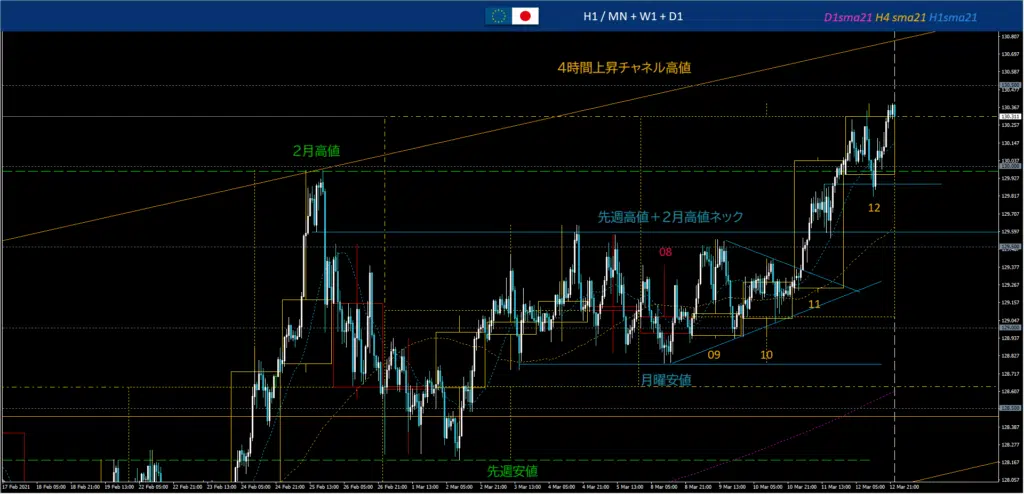 H1 / MN + W1 + D1
D1sma21 H4 sma21 H1sma21
4時間上昇チャネル高値
2月高値
先週高値+2月高値ネック
08
12
11
09
10
月曜安値
先週安値
130.807
130.697
130.587
130.500
130.477
130.367
130.311
130.257
130.147
130.037
130.000
129.927
129.817
129.707
129.597
129.500
129.377
129.267
129.157
129.047
129.000
128.937
128.827
128.717
128.607
128.500
128.387
128.277
128.167
128.057
17 Feb 2021
18 Feb 05:00
18 Feb 21:00
19 Feb 13:00
22 Feb 05:00
22 Feb 21:00
23 Feb 13:00
24 Feb 05:00
24 Feb 21:00
25 Feb 13:00
26 Feb 05:00
26 Feb 21:00
1 Mar 13:00
2 Mar 05:00
2 Mar 21:00
3 Mar 13:00
4 Mar 05:00
4 Mar 21:00
5 Mar 13:00
8 Mar 05:00
8 Mar 21:00
9 Mar 13:00
10 Mar 05:00
10 Mar 21:00
11 Mar 13:00
12 Mar 05:00
12 Mar 21:00